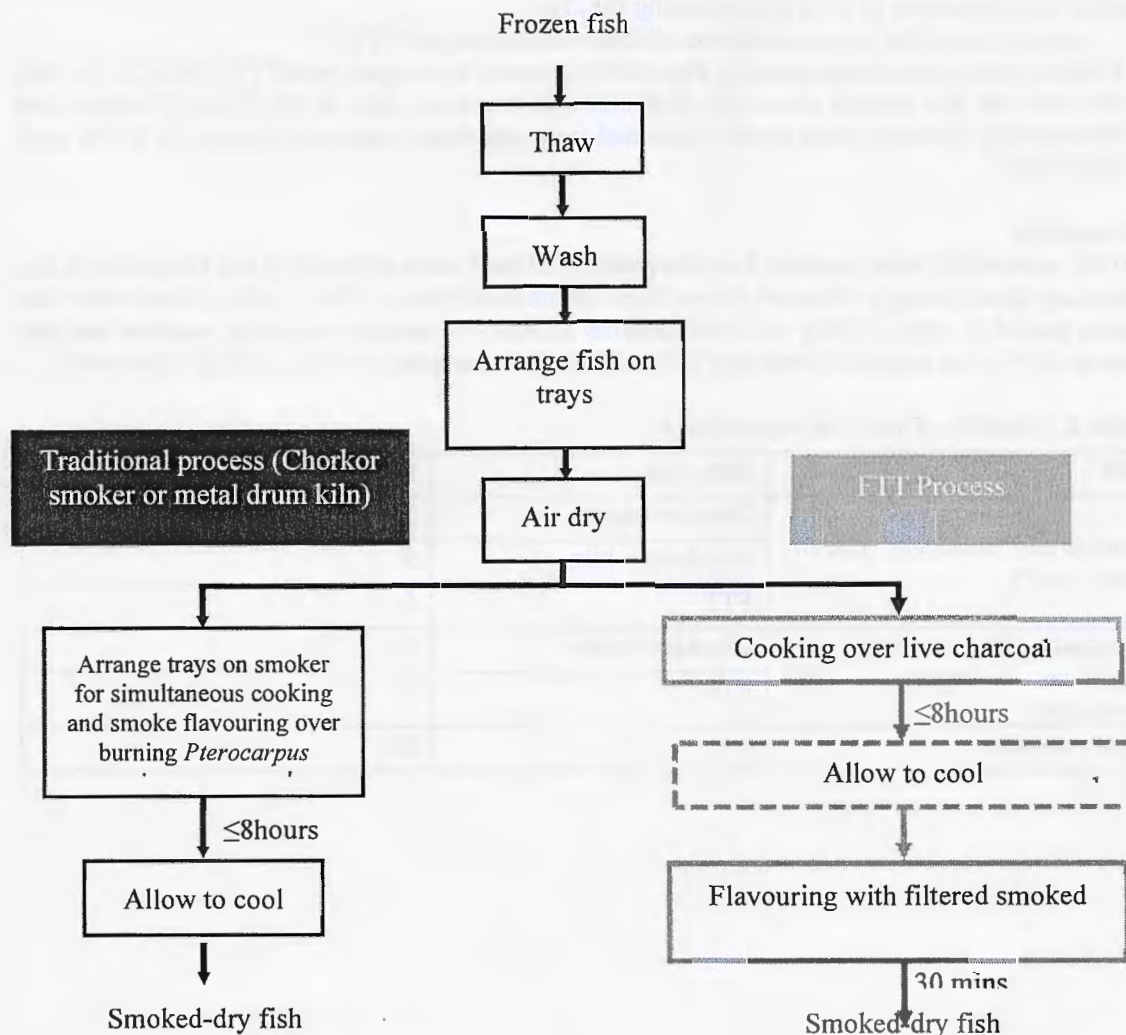 Frozen fish
Thaw
Wash
Arrange fish on
trays
Traditional process (Chorkor
smoker or metal drum kiln)
FTT Process
Air dry
Arrange trays on smoker
for simultaneous cooking
and smoke flavouring over
burning Pterocarpus
≤8hours
Allow to cool
Smoked-dry fish
Cooking over live charcoal
≤8hours
Allow to cool
Flavouring with filtered smoked
30 mins
Smoked-dry fish